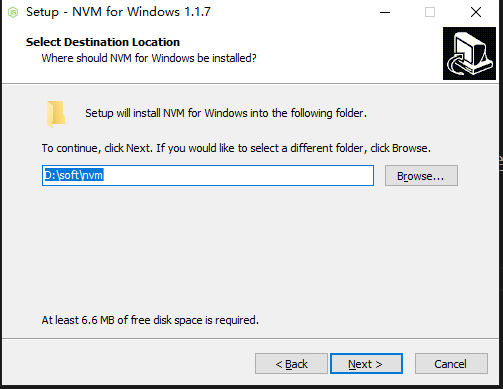 Setup - NVM for Windows 1.1.7
Select Destination Location
Where should NVM for Windows be installed?
Setup will install NVM for Windows into the following folder.
To continue, click Next. If you would like to select a different folder, click Browse.
D:\soft\nvm
Browse...
At least 6.6 MB of free disk space is required.
< Back
Next >
Cancel